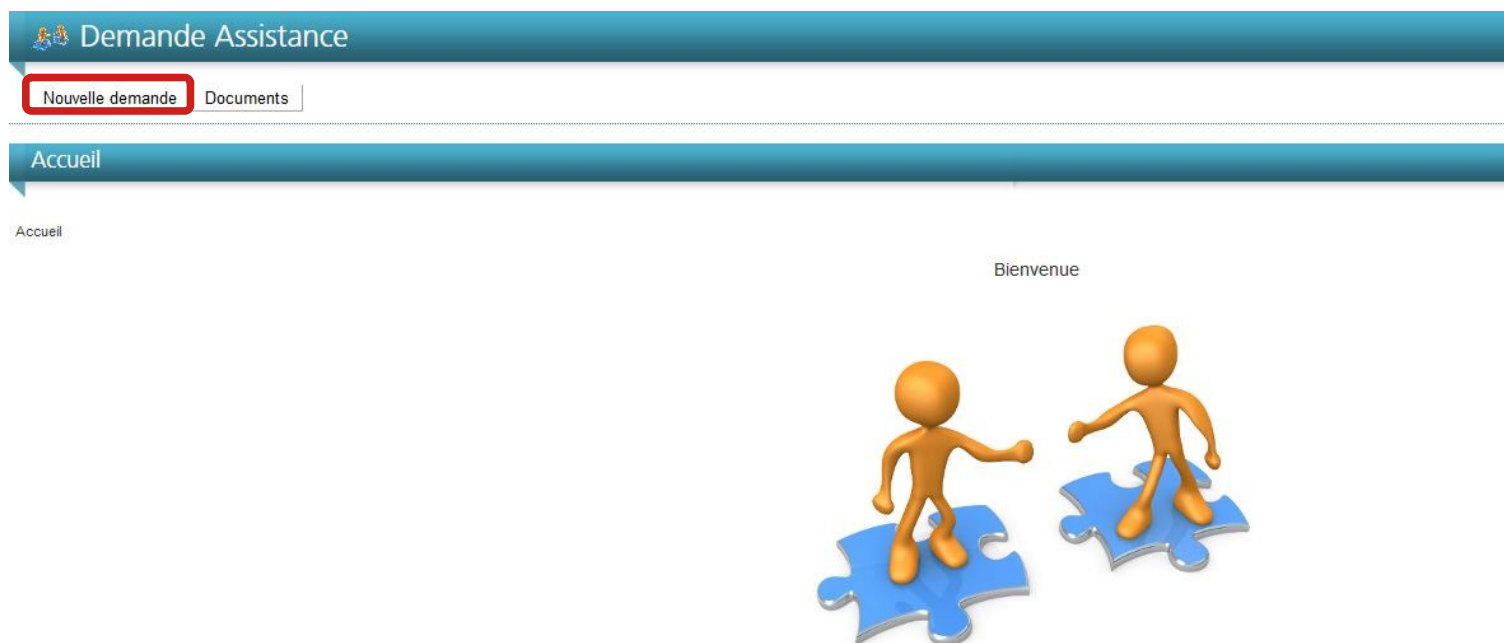 Demande Assistance
Nouvelle demande Documents
Accueil
Accueil
Bienvenue